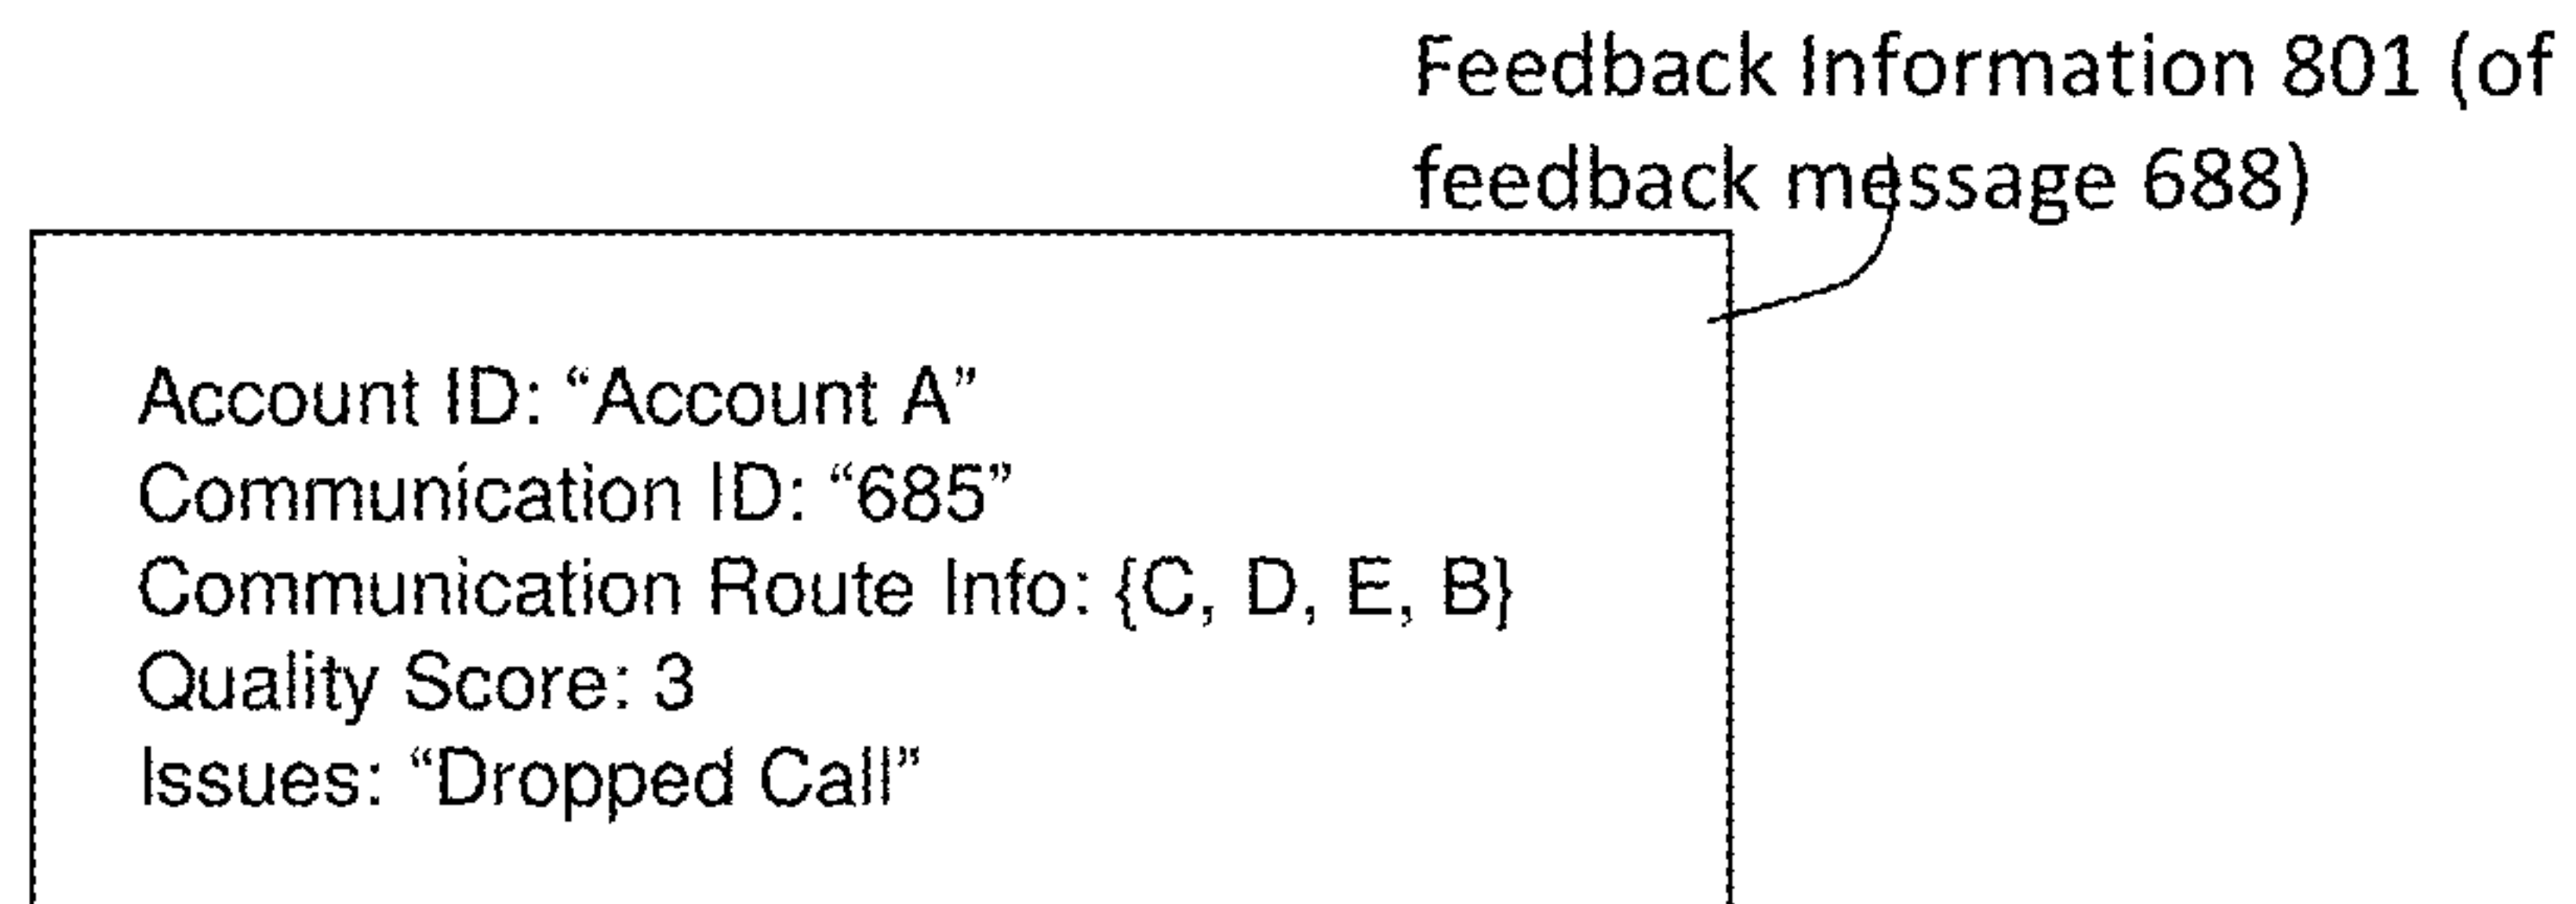 Feedback Information 801 (of
feedback message 688)
Account ID: “Account A”
Communication ID: “685”
Communication Route Info: {C, D, E, B}
Quality Score: 3
Issues: “Dropped Call”